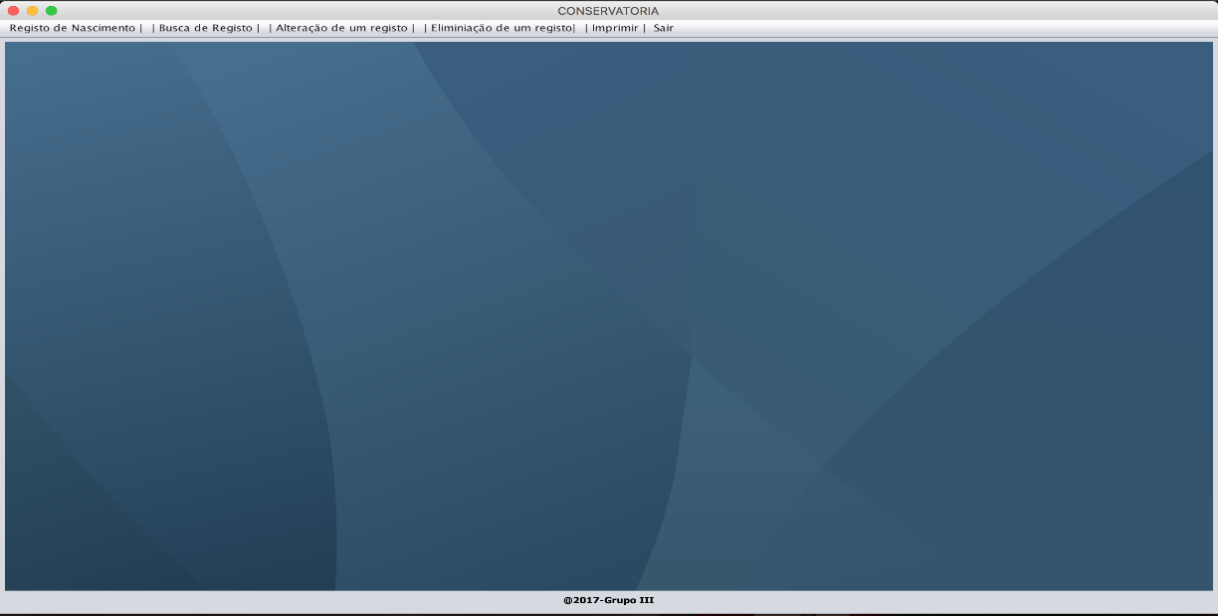 CONSERVATORIA
Registo de Nascimento | | Busca de Registo | | Alteração de um registo | | Eliminiação de um registo| | Imprimir | Sair
@2017-Grupo III